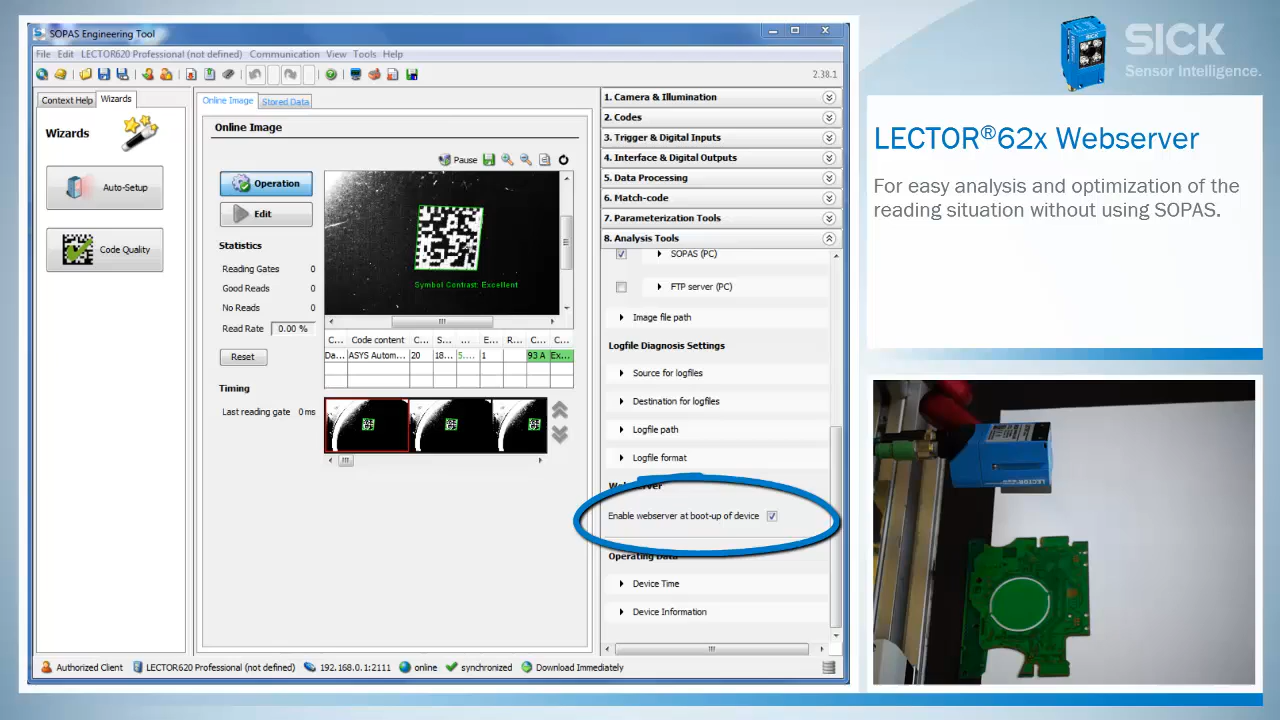 SOPAS Engineering Tool
File Edit LECTOR620 Professional (not defined) Communication View Tools Help
2.38.1
Context Help Wizards
Wizards
Auto-Setup
Code Quality
Online Image Stored Data
Online Image
Pause
Operation
Edit
Statistics
Reading Gates 0
Good Reads 0
No Reads 0
Read Rate 0.00 %
Reset
Timing
Last reading gate 0 ms
Symbol Contrast: Excellent
C... Code content C... S... ... E... R... C... C...
Da... ASYS Autom... 20 18... 5.... 1 93 A Ex...
1. Camera & Illumination
2. Codes
3. Trigger & Digital Inputs
4. Interface & Digital Outputs
5. Data Processing
6. Match-code
7. Parameterization Tools
8. Analysis Tools
SOPAS (PC)
FTP server (PC)
Image file path
Logfile Diagnosis Settings
Source for logfiles
Destination for logfiles
Logfile path
Logfile format
Webserver
Enable webserver at boot-up of device
Operating Data
Device Time
Device Information
Authorized Client LECTOR620 Professional (not defined) 192.168.0.1:2111 online synchronized Download Immediately
SICK
Sensor Intelligence.
LECTOR®62x Webserver
For easy analysis and optimization of the
reading situation without using SOPAS.